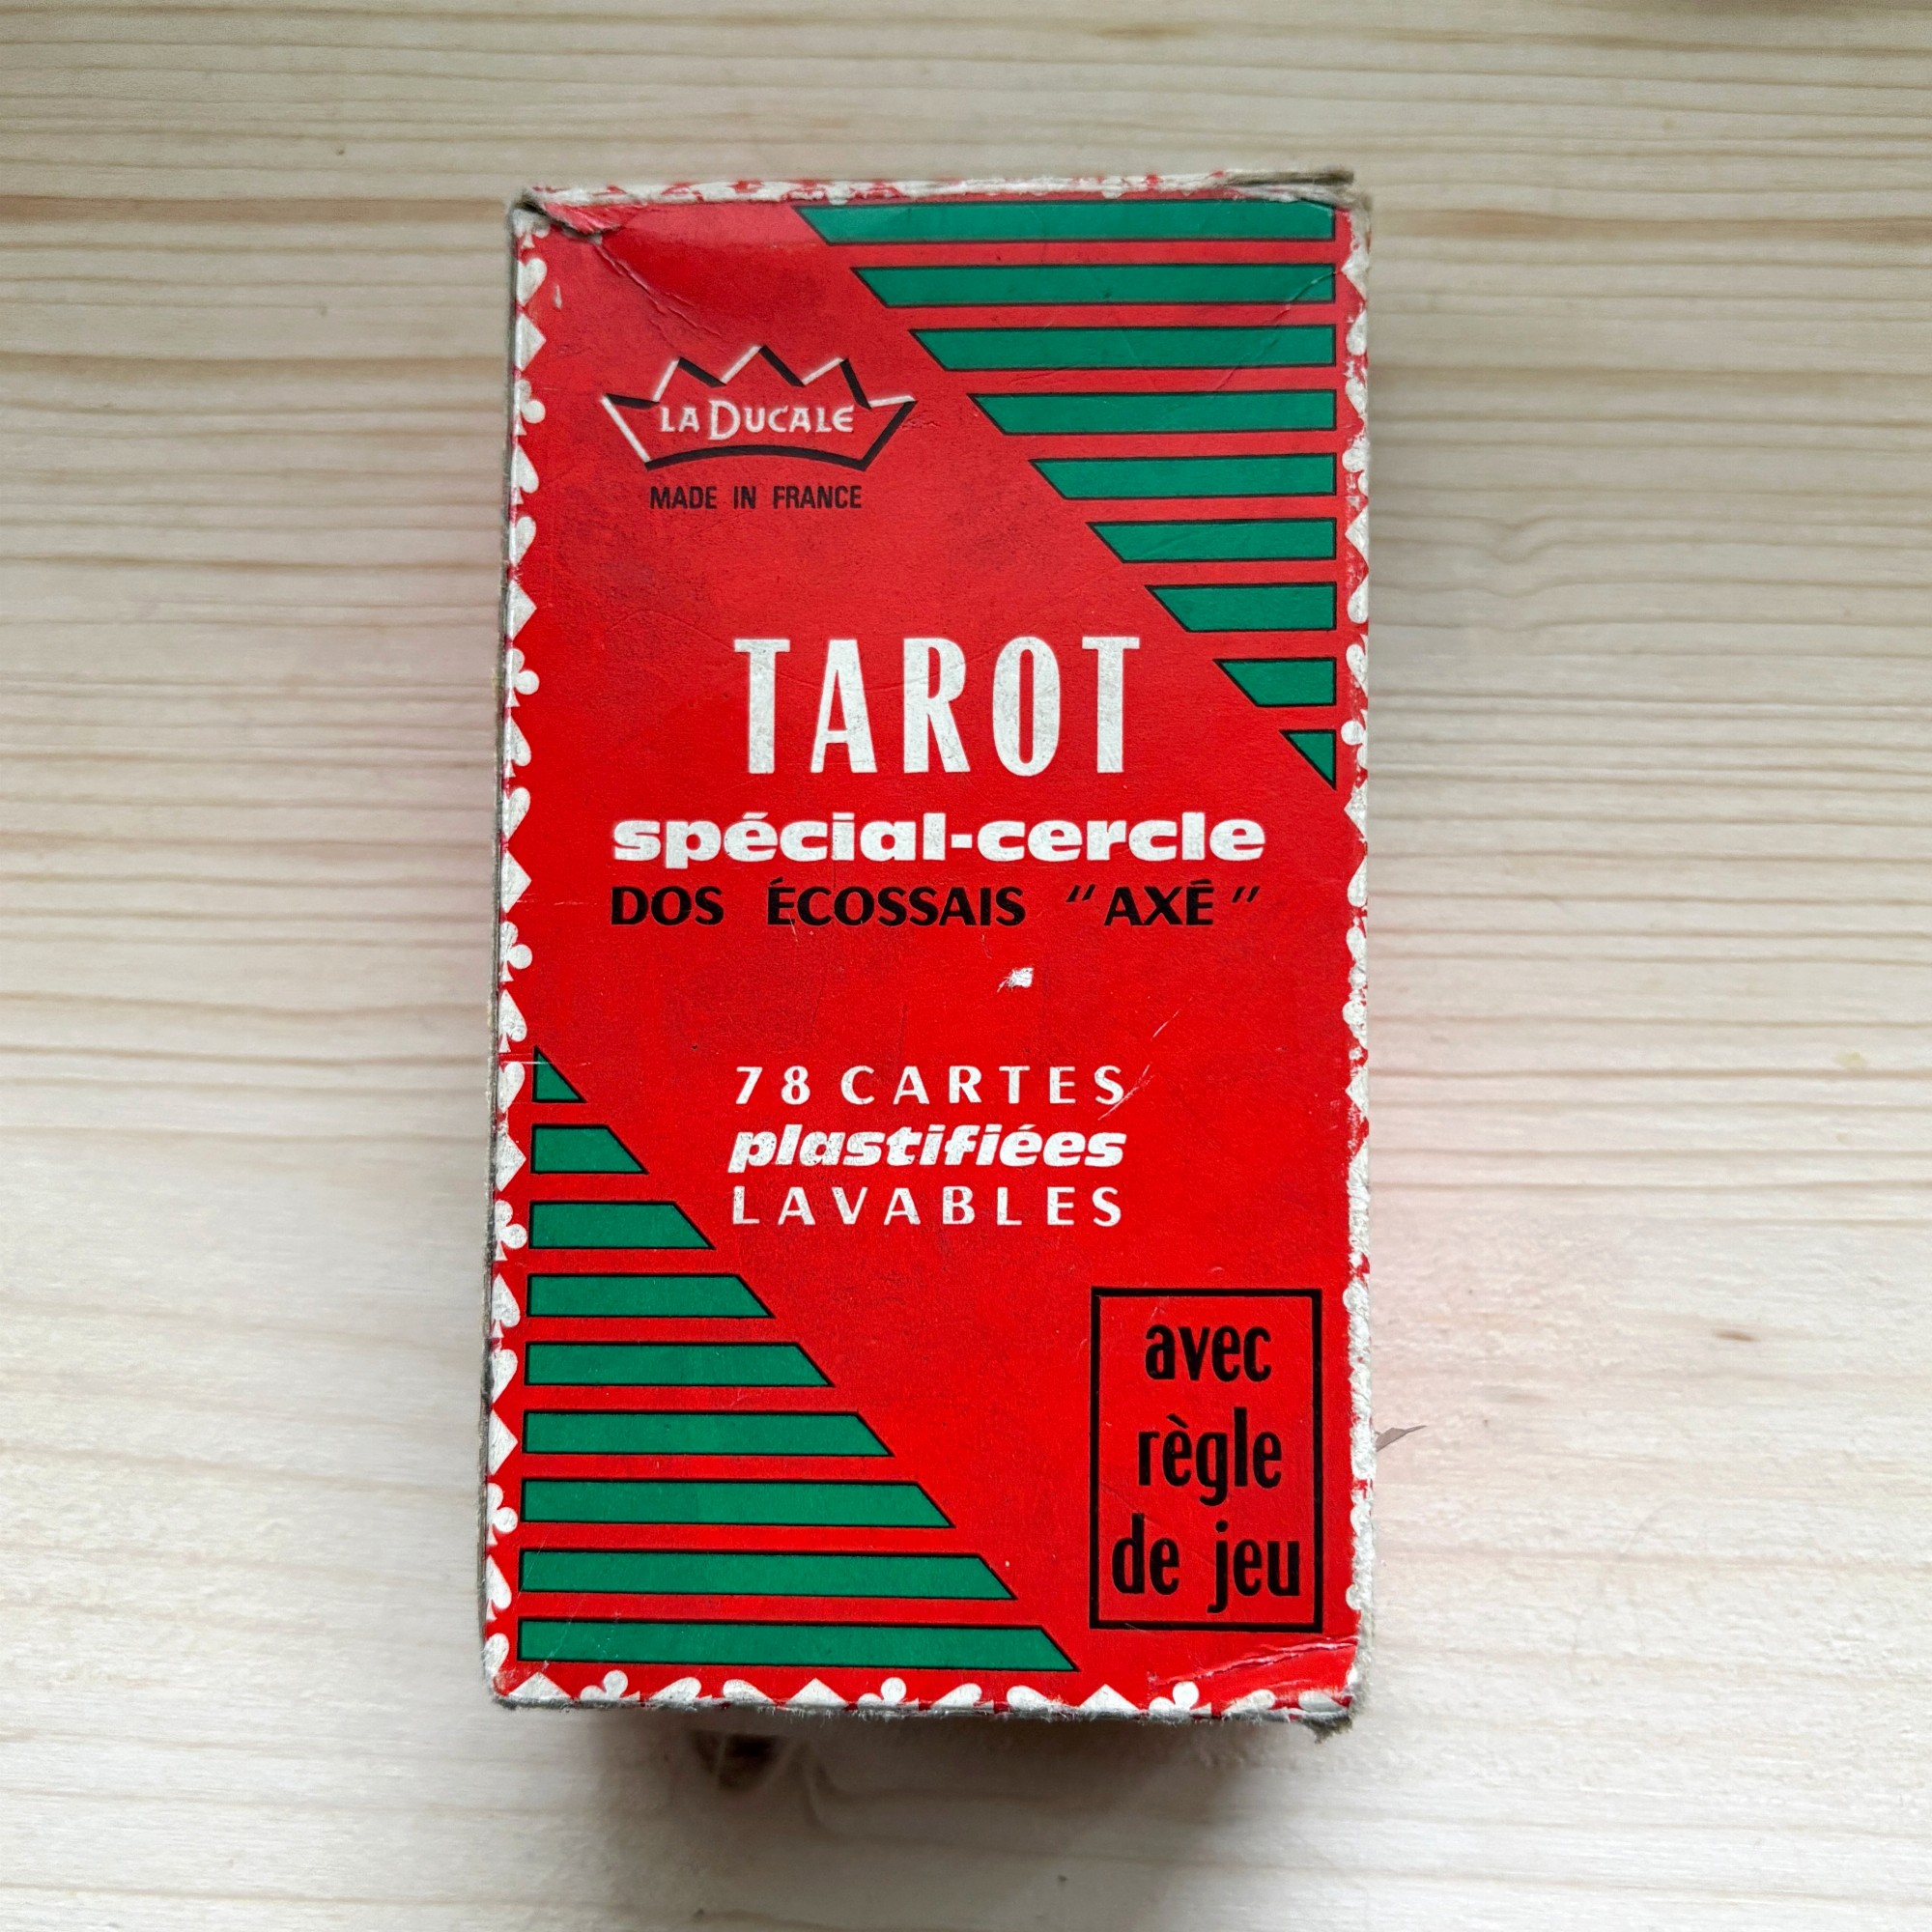 LA DUCALE
MADE IN FRANCE
TAROT
spécial-cercle
DOS ÉCOSSAIS "AXÉ"
78 CARTES
plastifiées
LAVABLES
avec
règle
de jeu